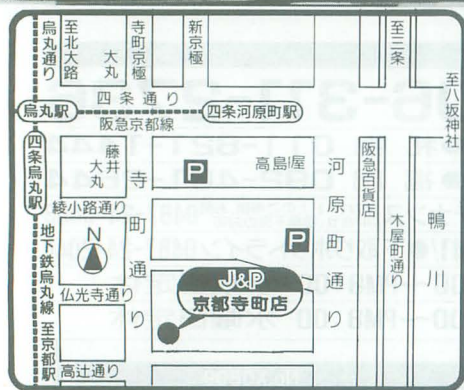 烏丸通り
至北大路
大丸
寺町京極
新京極
至三条
至八坂神社
四条通り
烏丸駅
四条河原町駅
阪急京都線
四条烏丸駅
藤井大丸
寺町通り
P
高島屋
河原町通り
阪急百貨店
木屋町通り
鴨川
綾小路通り
N
P
地下鉄烏丸線
至京都駅
J&P
京都寺町店
仏光寺通り
高辻通り